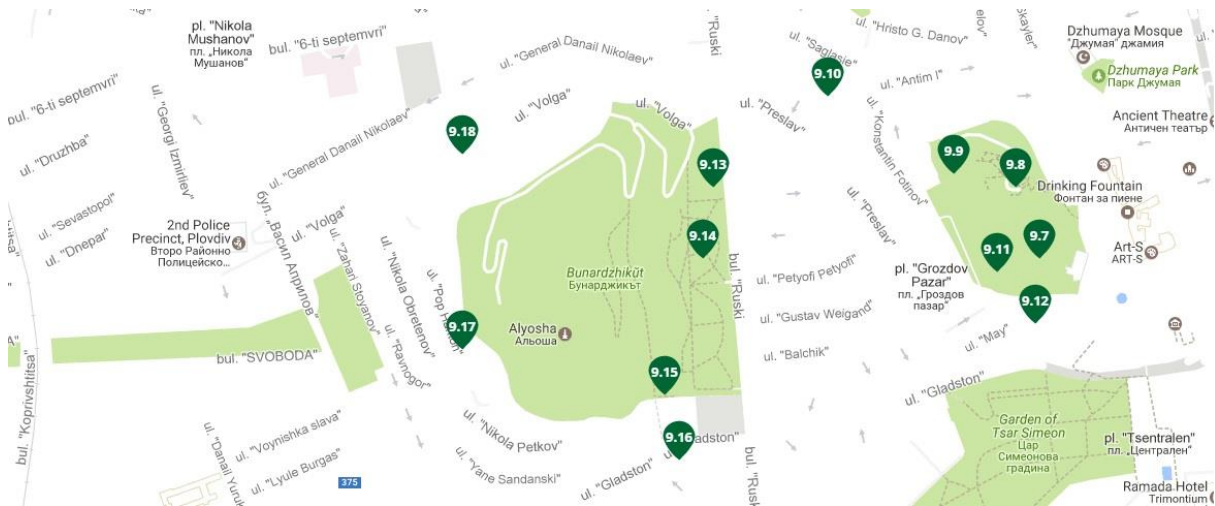 pl. "Nikola
Mushanov"
пл. „Никола
Мушанов"
bul. "6-ti septemvri"
bul. "6-ti septemvri"
ul. "Druzhba"
ul. "Sevastopol"
ul. "Dnepar"
ul. "Georgi Izmirliev"
ul. "General Danail Nikolaev"
ul. "General Danail Nikolaev"
ul. "Volga"
ul. "Volga"
ul. "Volga"
бул. „Васил Априлов"
2nd Police
Precinct, Plovdiv
Второ Районно
Полицейско...
ul. "Zahari Stoyanov"
ul. "Nikola Obretenov"
ul. "Ravnogor"
ul. "Pop
bul. "SVOBODA"
bul. "Koprivshtitsa"
ul. "Voynishka slava"
ul. "Lyule Burgas"
ul. "Danail Yuruk
375
ul. "Nikola Petkov"
ul. "Yane Sandanski"
ul. "Gladston"
adston"
Bunardzhikŭt
Бунарджикът
Alyosha
Альоша
9.18
9.17
9.13
9.14
9.15
9.16
bul. "Ruski
bul. "Rusk
"Ruski
ul. "Saglasie"
9.10
ul. "Preslav"
ul. "Preslav"
ul. "Hristo G. Danov"
elov"
Skayler"
ul. "Antim I"
ul. "Konstantin Fotinov"
Dzhumaya Mosque
"Джумая" джамия
Dzhumaya Park
Парк Джумая
Ancient Theatre
Античен театър
9.9
9.8
Drinking Fountain
Фонтан за пиене
9.11
9.7
Art-S
ART-S
9.12
pl. "Grozdov
Pazar"
пл. „Гроздов
пазар"
ul. "Petyofi Petyofi"
ul. "Gustav Weigand"
ul. "Balchik"
ul. "May"
ul. "Gladston"
Garden of
Tsar Simeon
Цар
Симеонова
градина
pl. "Tsentralen"
пл. „Централен"
Ramada Hotel
Trimontium